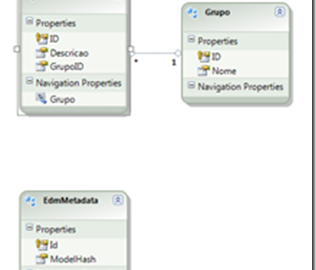 Properties
ID
Descricao
GrupoID
Navigation Properties
Grupo
*
1
Grupo
Properties
ID
Nome
Navigation Properties
EdmMetadata
Properties
Id
ModelHash